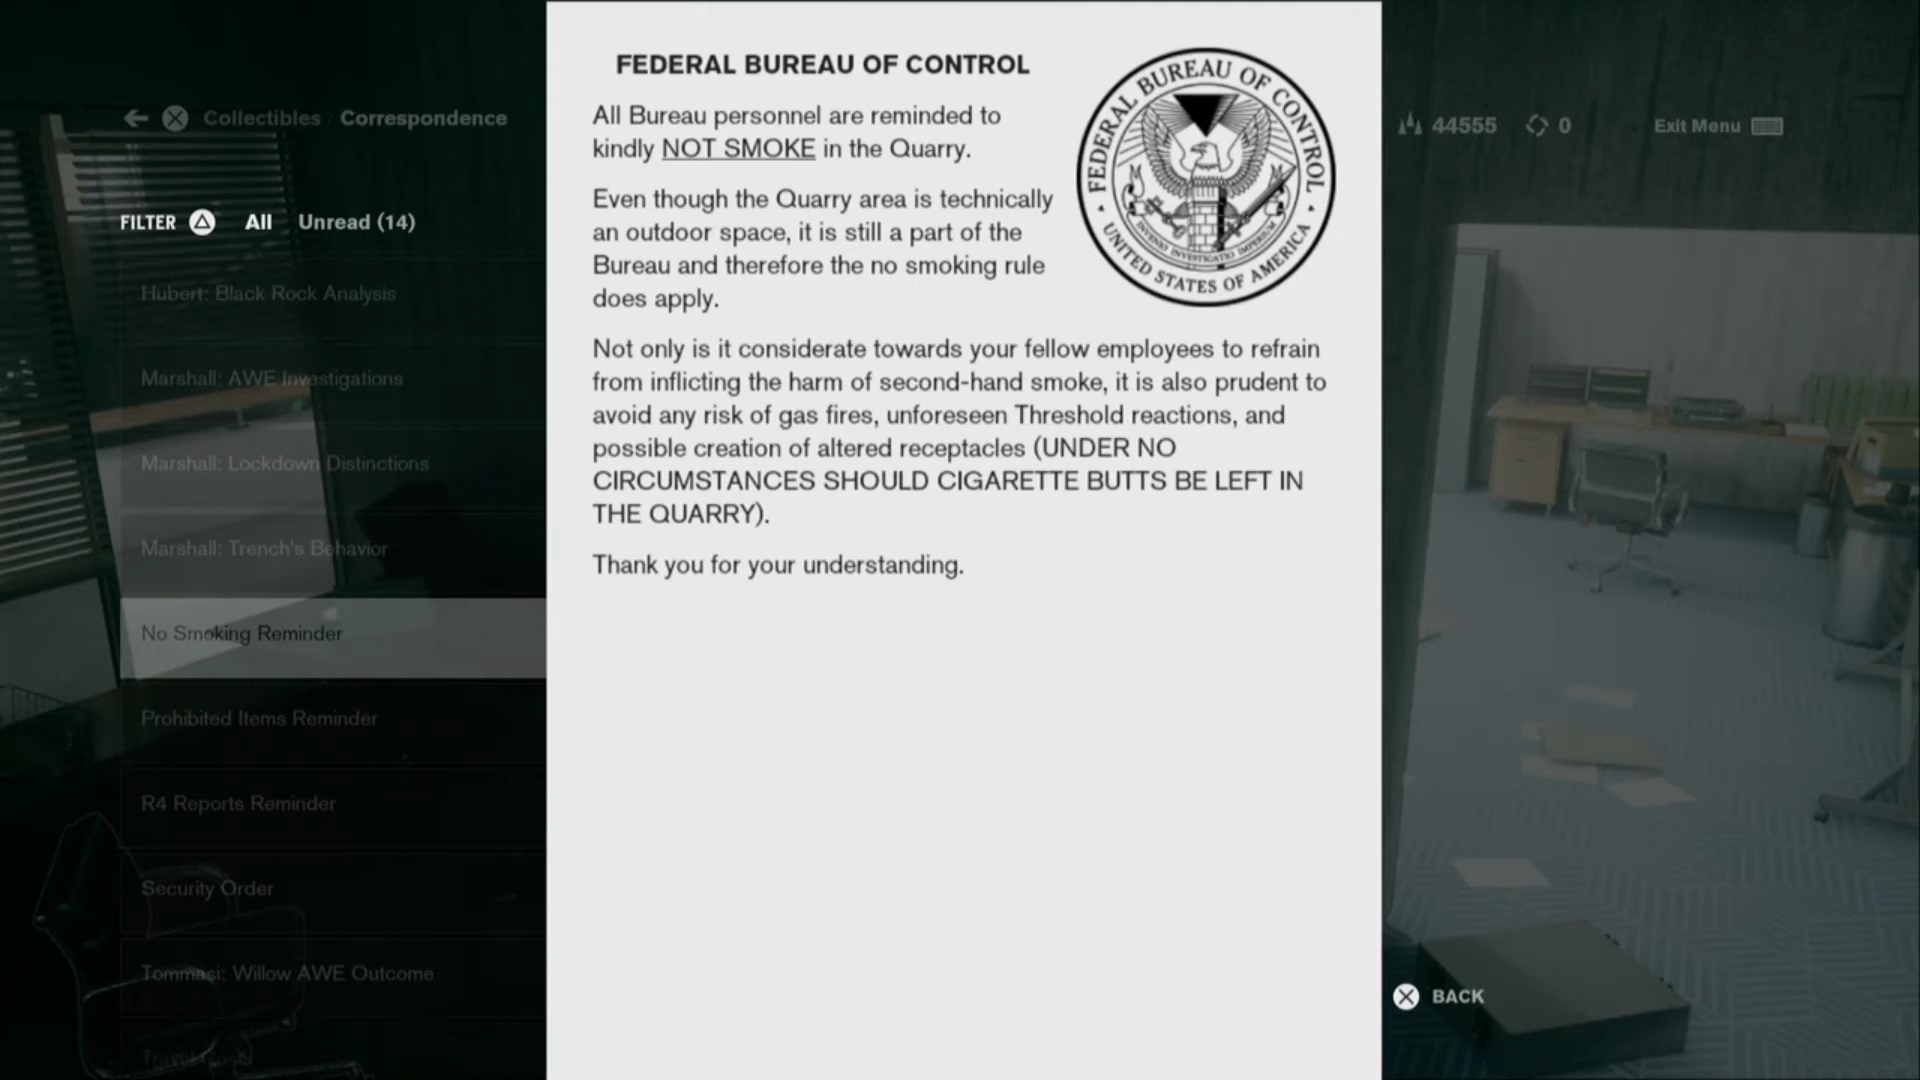 Collectibles / Correspondence
FILTER All Unread (14)
Hubert: Black Rock Analysis
Marshall: AWE Investigations
Marshall: Lockdown Distinctions
Marshall: Trench's Behavior
No Smoking Reminder
Prohibited Items Reminder
R4 Reports Reminder
Security Order
Tommasi: Willow AWE Outcome
FEDERAL BUREAU OF CONTROL
All Bureau personnel are reminded to
kindly NOT SMOKE in the Quarry.
Even though the Quarry area is technically
an outdoor space, it is still a part of the
Bureau and therefore the no smoking rule
does apply.
Not only is it considerate towards your fellow employees to refrain
from inflicting the harm of second-hand smoke, it is also prudent to
avoid any risk of gas fires, unforeseen Threshold reactions, and
possible creation of altered receptacles (UNDER NO
CIRCUMSTANCES SHOULD CIGARETTE BUTTS BE LEFT IN
THE QUARRY).
Thank you for your understanding.
FEDERAL BUREAU OF CONTROL
INVENIO INVESTIGATIO IMPERIUM
UNITED STATES OF AMERICA
44555 0 Exit Menu
BACK